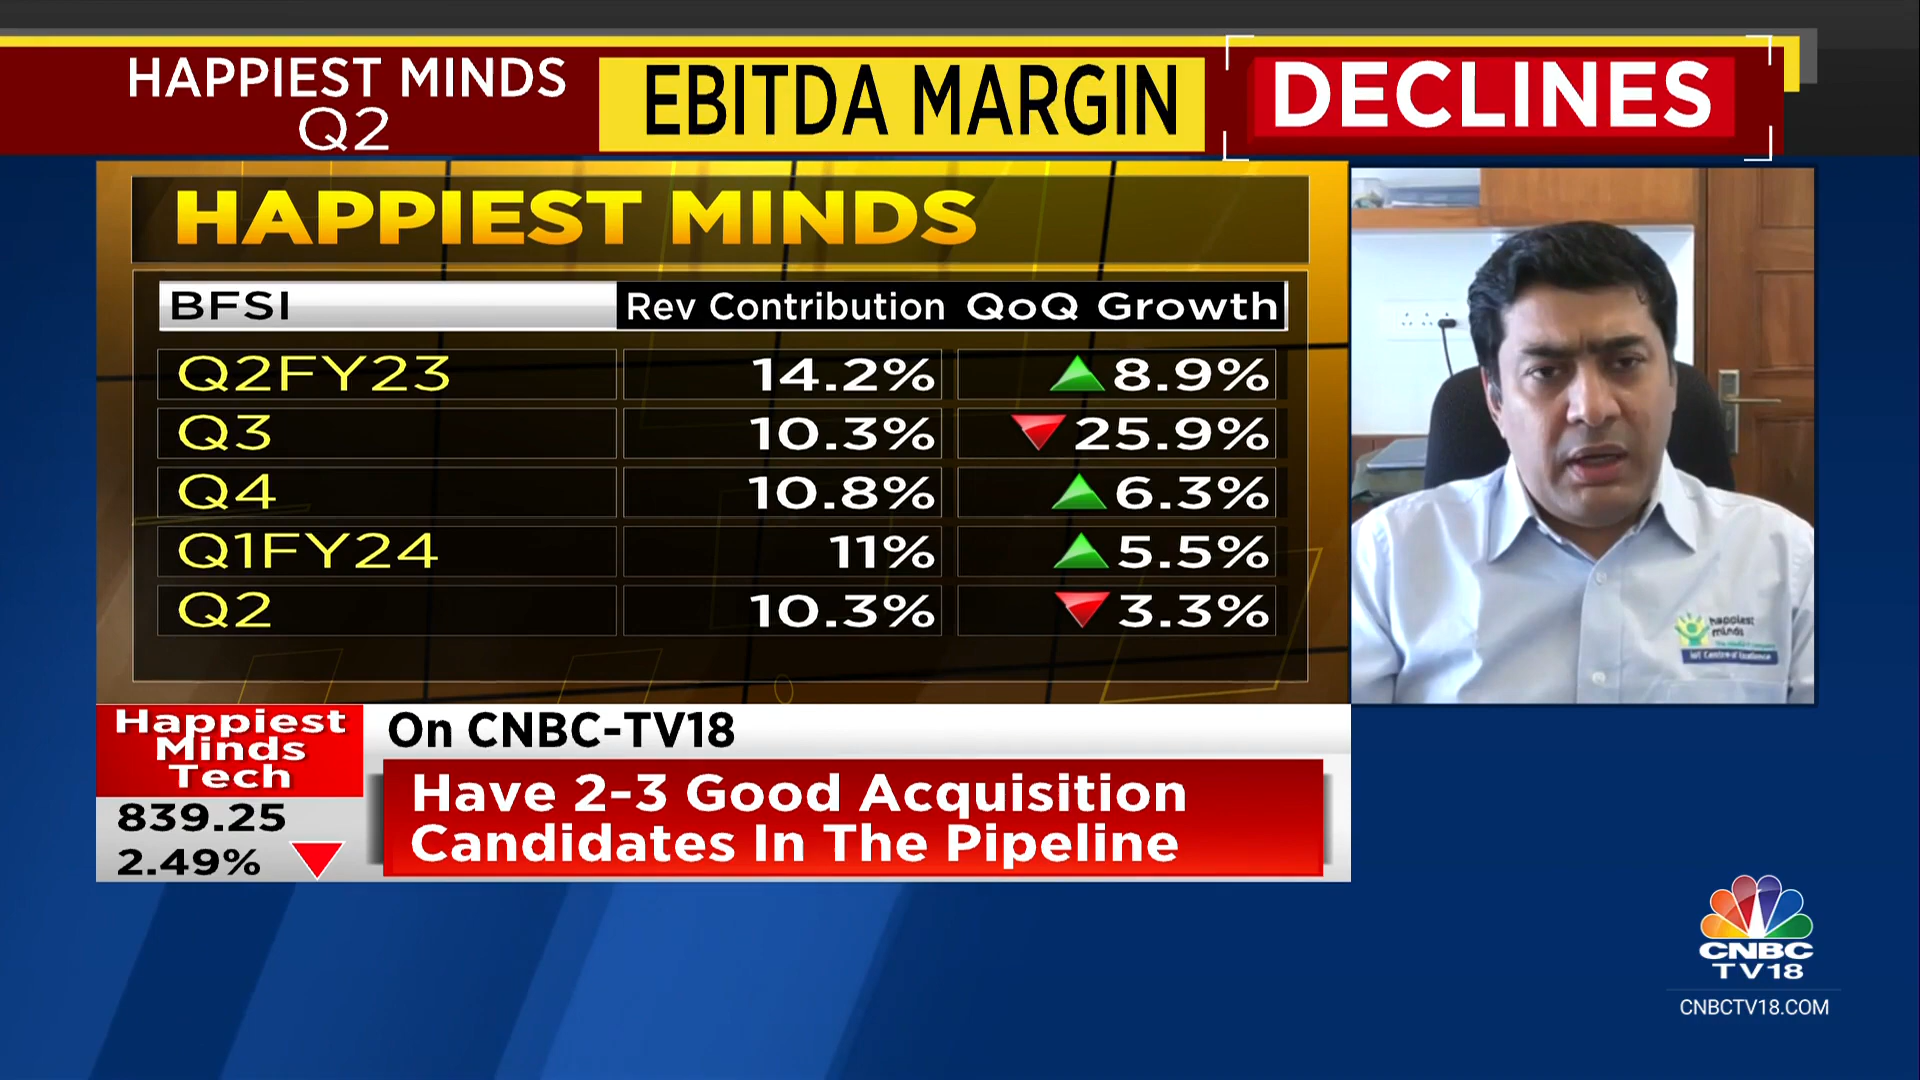 HAPPIEST MINDS
Q2
EBITDA MARGIN
DECLINES
HAPPIEST MINDS
BFSI Rev Contribution QoQ Growth
Q2FY23 14.2% 8.9%
Q3 10.3% 25.9%
Q4 10.8% 6.3%
Q1FY24 11% 5.5%
Q2 10.3% 3.3%
happiest
minds
Happiest
Minds
Tech
839.25
2.49%
On CNBC-TV18
Have 2-3 Good Acquisition
Candidates In The Pipeline
CNBC
TV18
CNBCTV18.COM